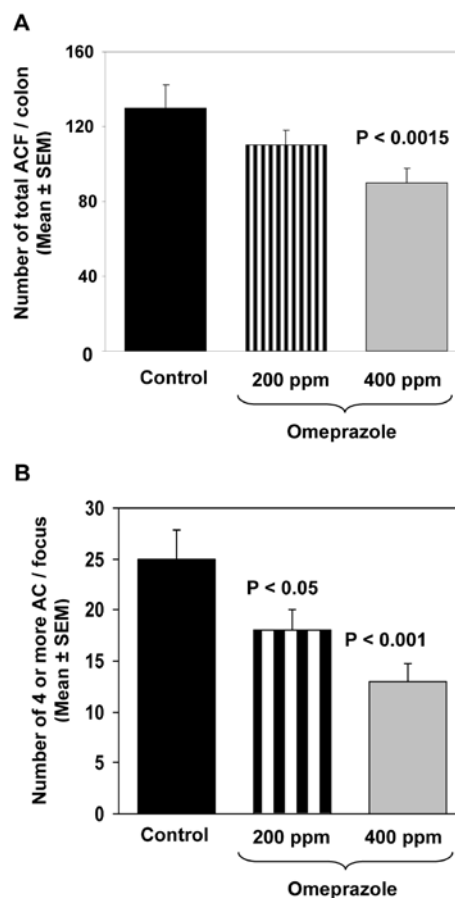 A
Number of total ACF / colon
(Mean ± SEM)
160
120
80
40
0
P < 0.0015
Control
200 ppm
400 ppm
Omeprazole
B
Number of 4 or more AC / focus
(Mean ± SEM)
30
25
20
15
10
5
0
P < 0.05
P < 0.001
Control
200 ppm
400 ppm
Omeprazole